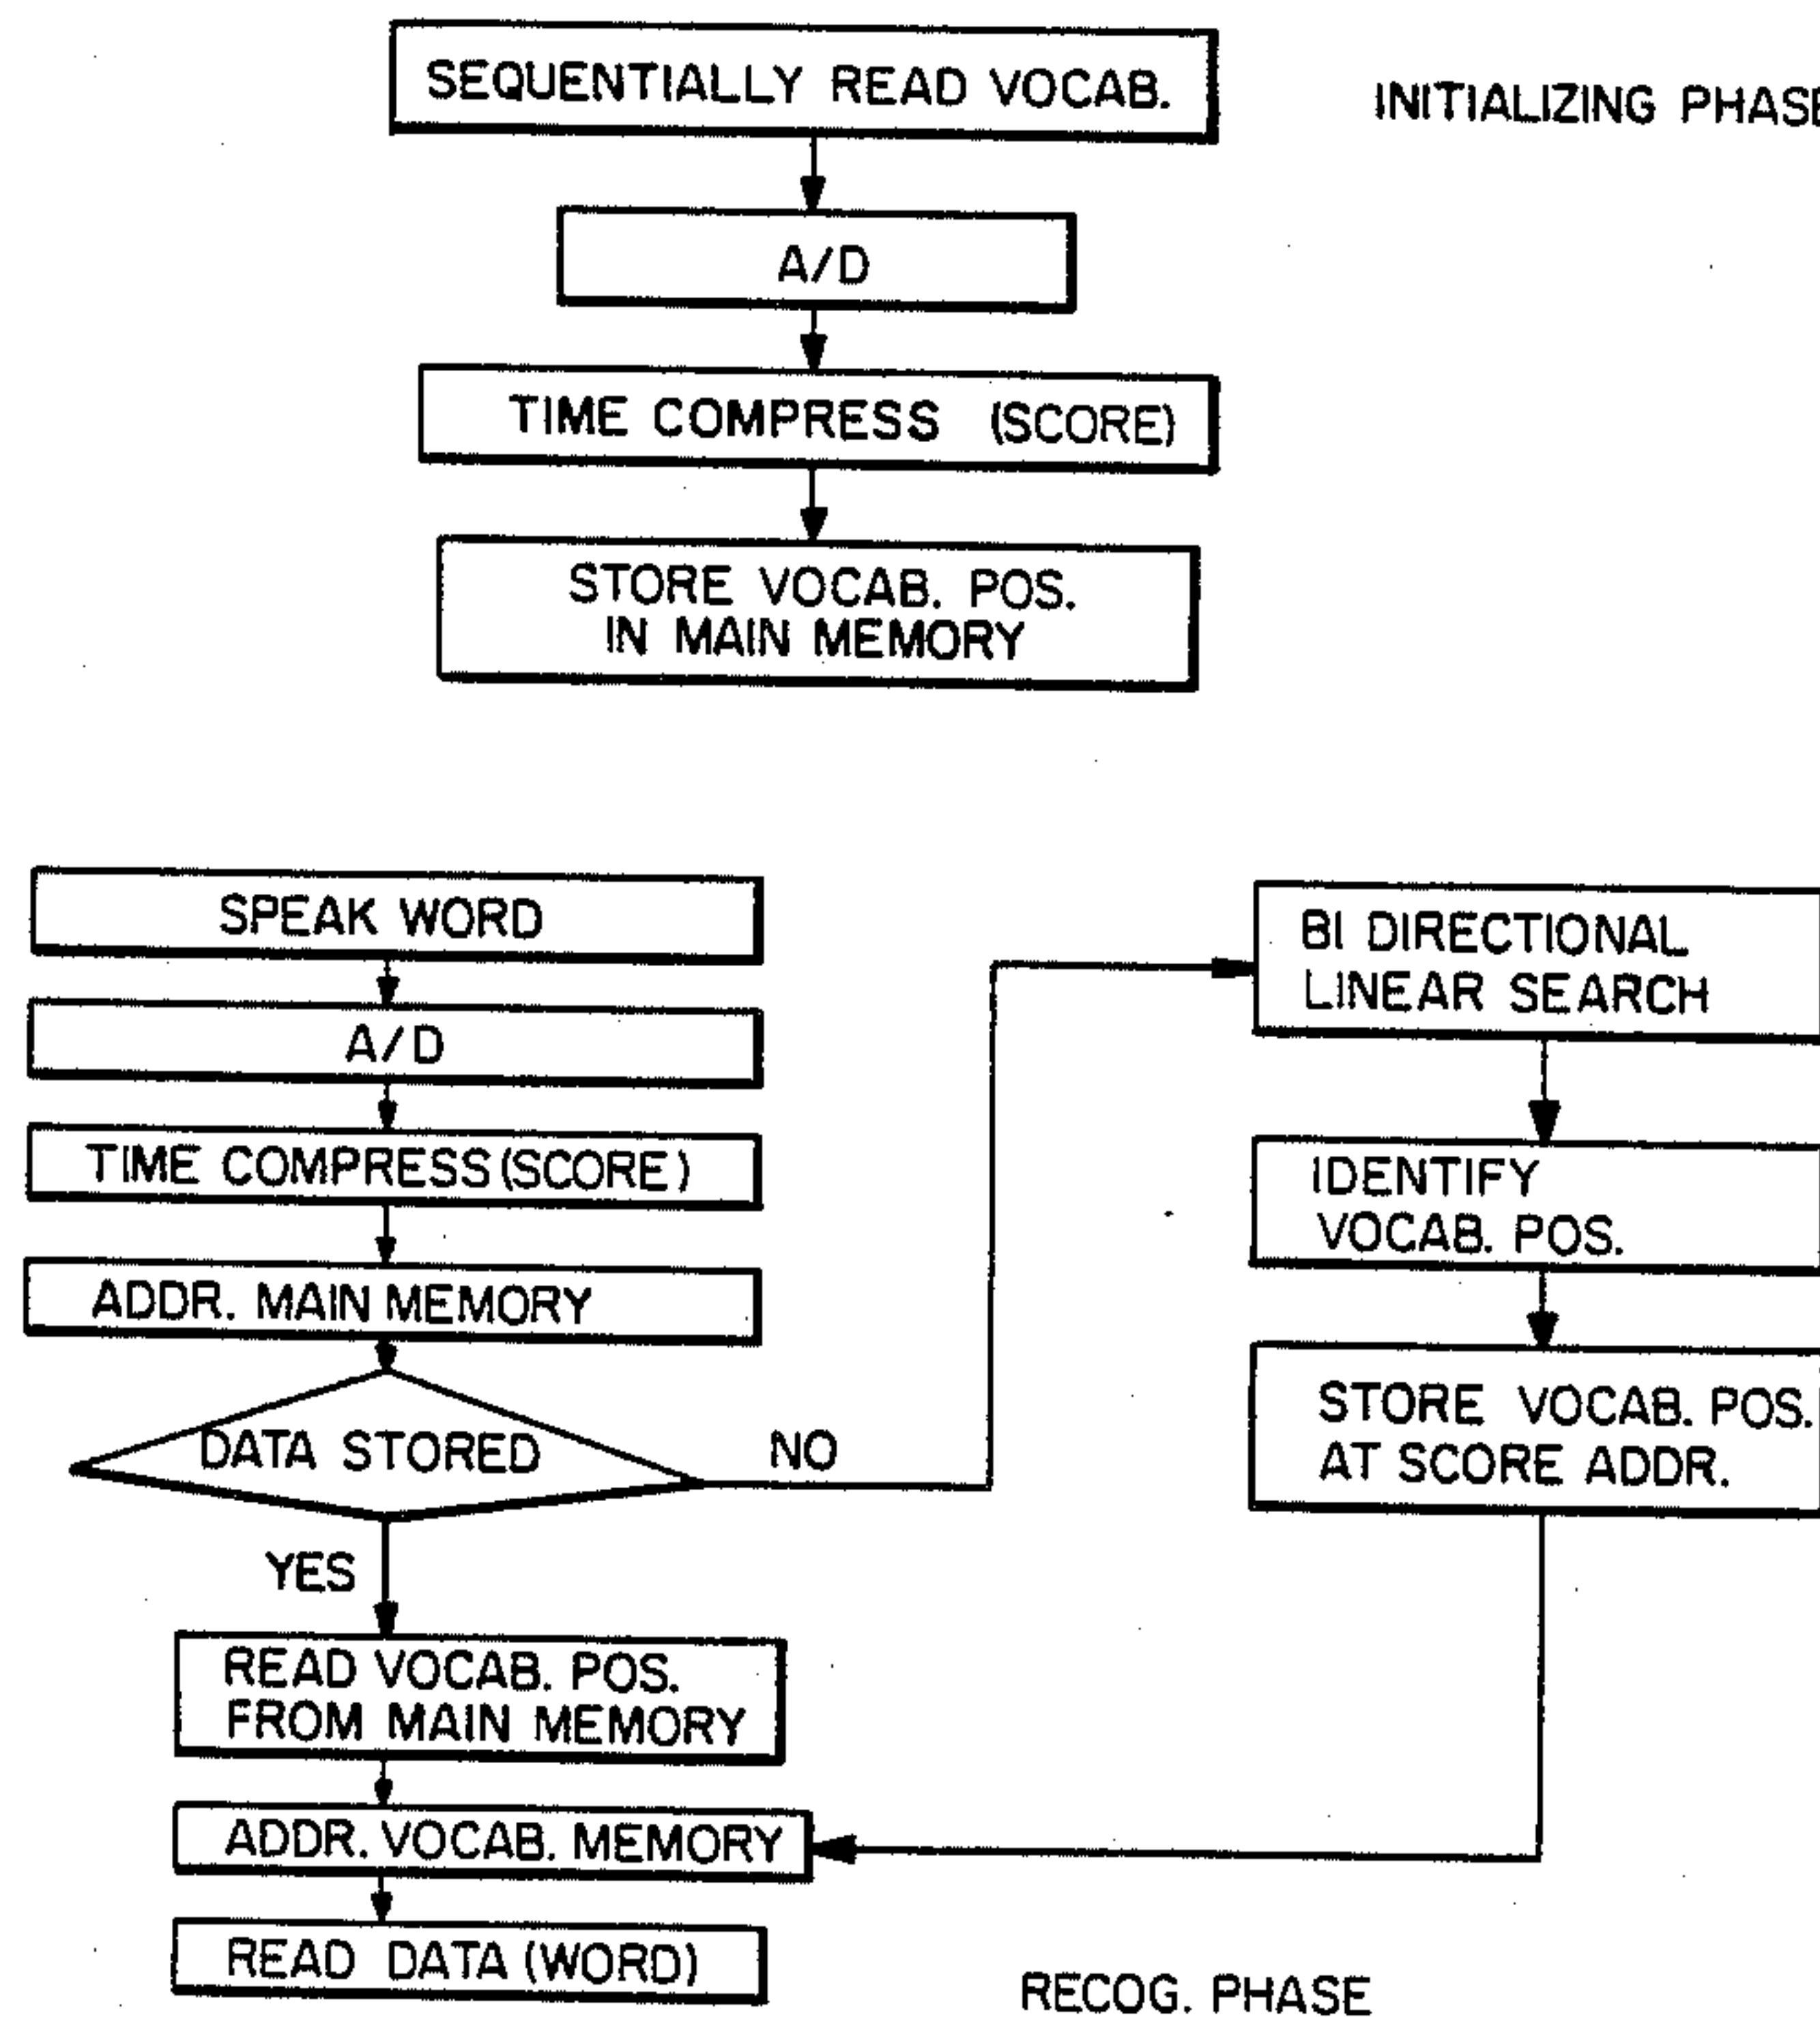 SEQUENTIALLY READ VOCAB.
INITIALIZING PHASE
A/D
TIME COMPRESS (SCORE)
STORE VOCAB. POS.
IN MAIN MEMORY
SPEAK WORD
A/D
TIME COMPRESS (SCORE)
ADDR. MAIN MEMORY
DATA STORED
NO
YES
READ VOCAB. POS.
FROM MAIN MEMORY
ADDR. VOCAB. MEMORY
READ DATA (WORD)
BI DIRECTIONAL
LINEAR SEARCH
IDENTIFY
VOCAB. POS.
STORE VOCAB. POS.
AT SCORE ADDR.
RECOG. PHASE